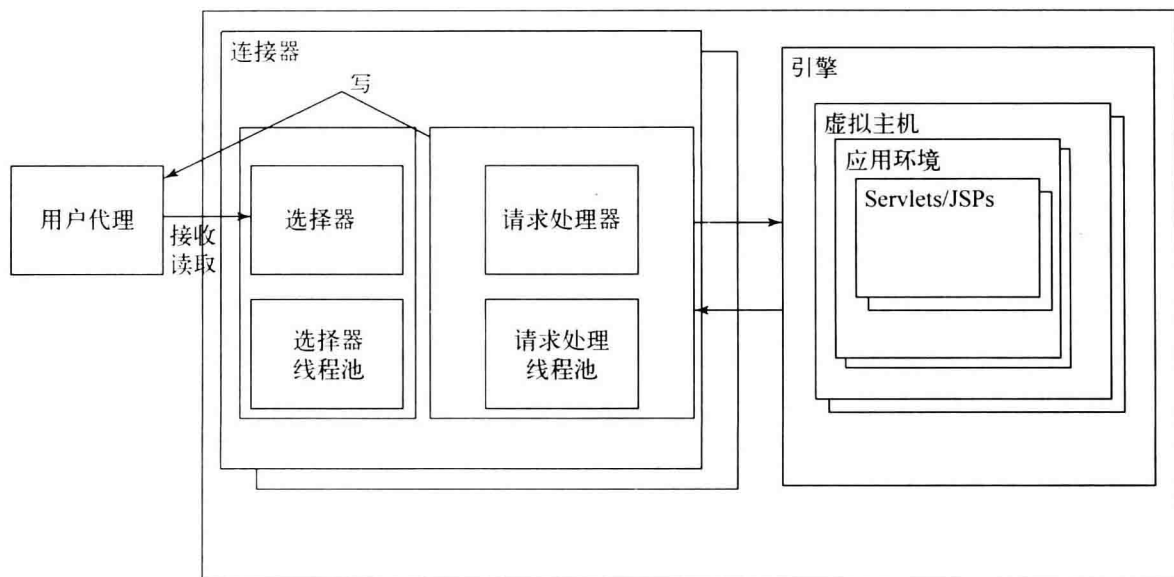 连接器
引擎
写
虚拟主机
应用环境
Servlets/JSPs
用户代理
选择器
请求处理器
接收
读取
选择器
线程池
请求处理
线程池